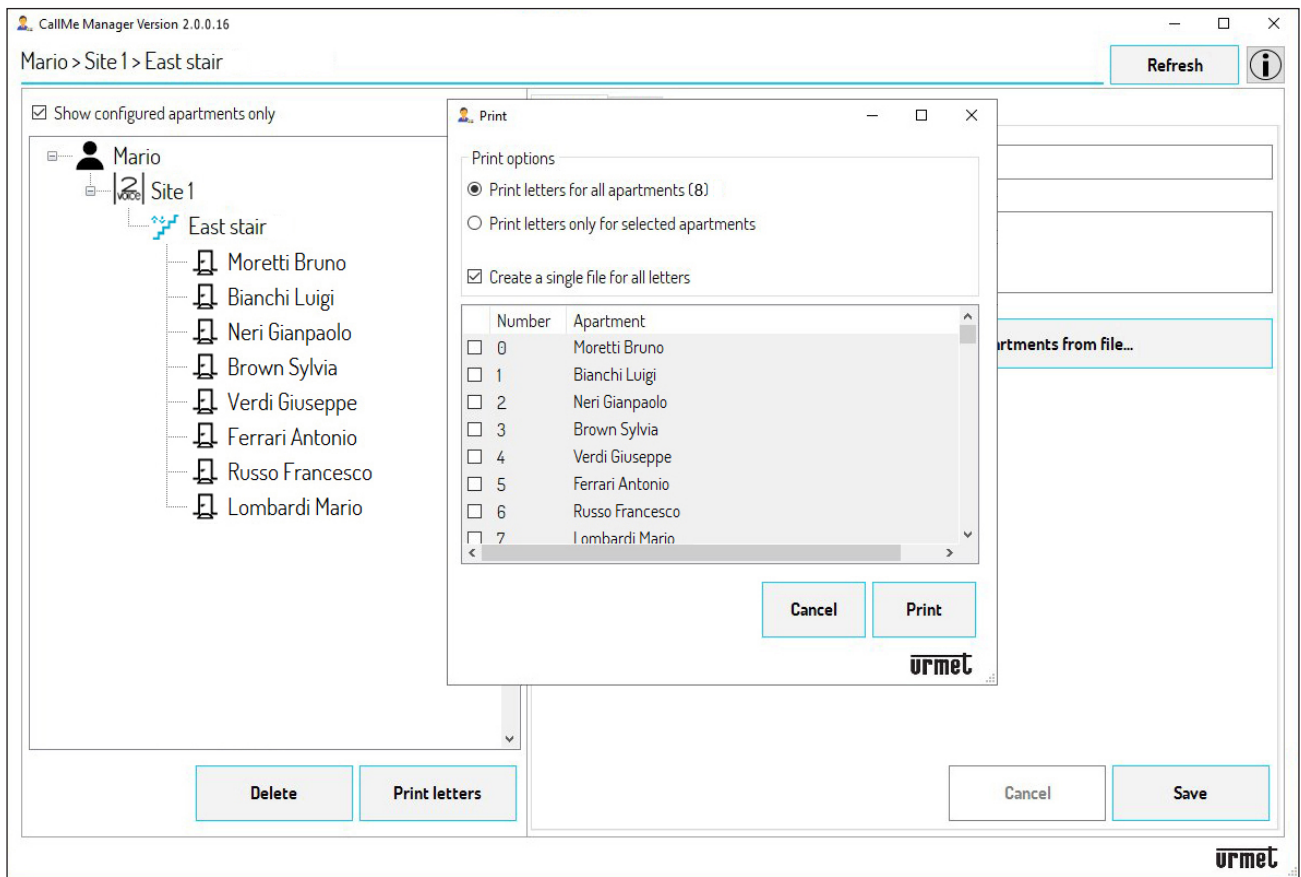 CallMe Manager Version 2.0.0.16
Mario > Site 1 > East stair
Refresh
Show configured apartments only
Mario
2 voice Site 1
East stair
Moretti Bruno
Bianchi Luigi
Neri Gianpaolo
Brown Sylvia
Verdi Giuseppe
Ferrari Antonio
Russo Francesco
Lombardi Mario
Delete
Print letters
Print
Print options
Print letters for all apartments (8)
Print letters only for selected apartments
Create a single file for all letters
Number Apartment
0 Moretti Bruno
1 Bianchi Luigi
2 Neri Gianpaolo
3 Brown Sylvia
4 Verdi Giuseppe
5 Ferrari Antonio
6 Russo Francesco
7 Lombardi Mario
Cancel
Print
urmet
from file...
Cancel
Save
urmet